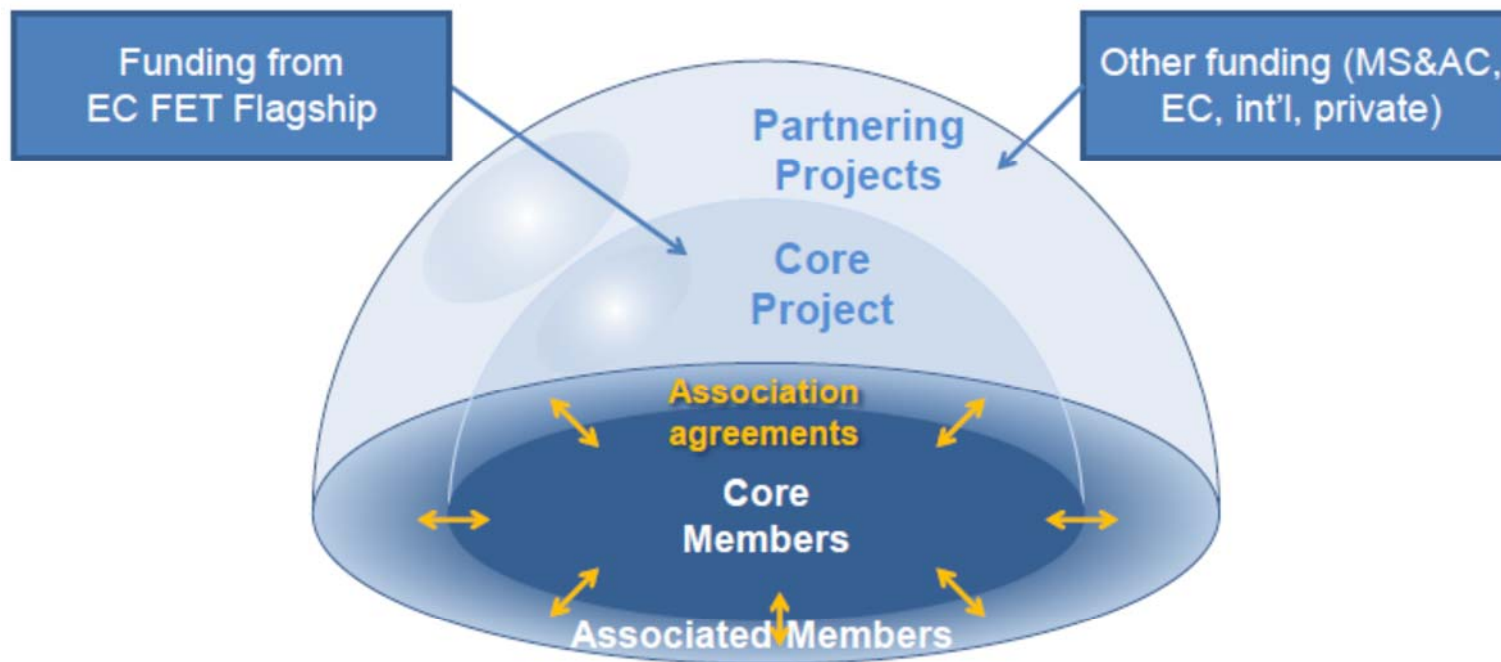 Funding from
EC FET Flagship
Other funding (MS&AC,
EC, int'l, private)
Partnering
Projects
Core
Project
Association
agreements
Core
Members
Associated Members